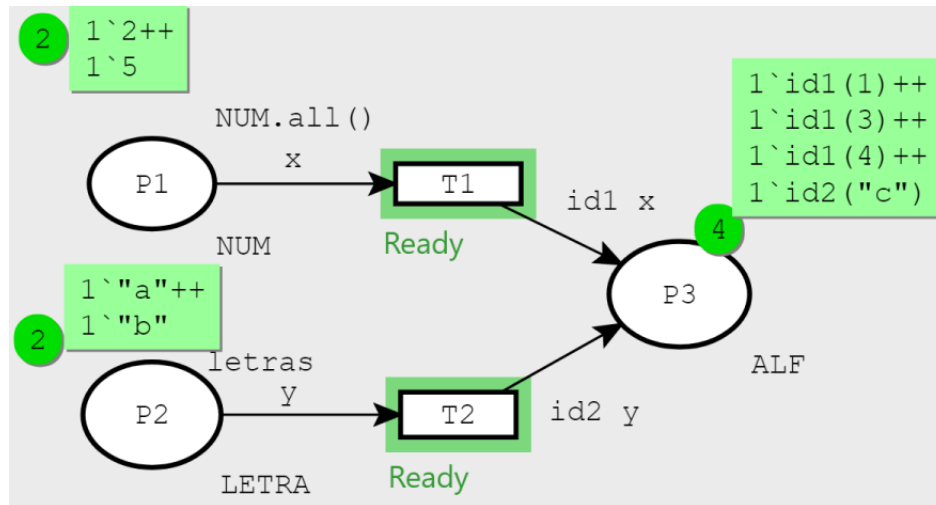 2
1`2++
1`5
NUM.all()
x
P1
T1
NUM
Ready
id1 x
1`id1(1)++
1`id1(3)++
1`id1(4)++
1`id2("c")
4
P3
ALF
1`"a"++
1`"b"
2
letras
y
P2
T2
id2 y
LETRA
Ready